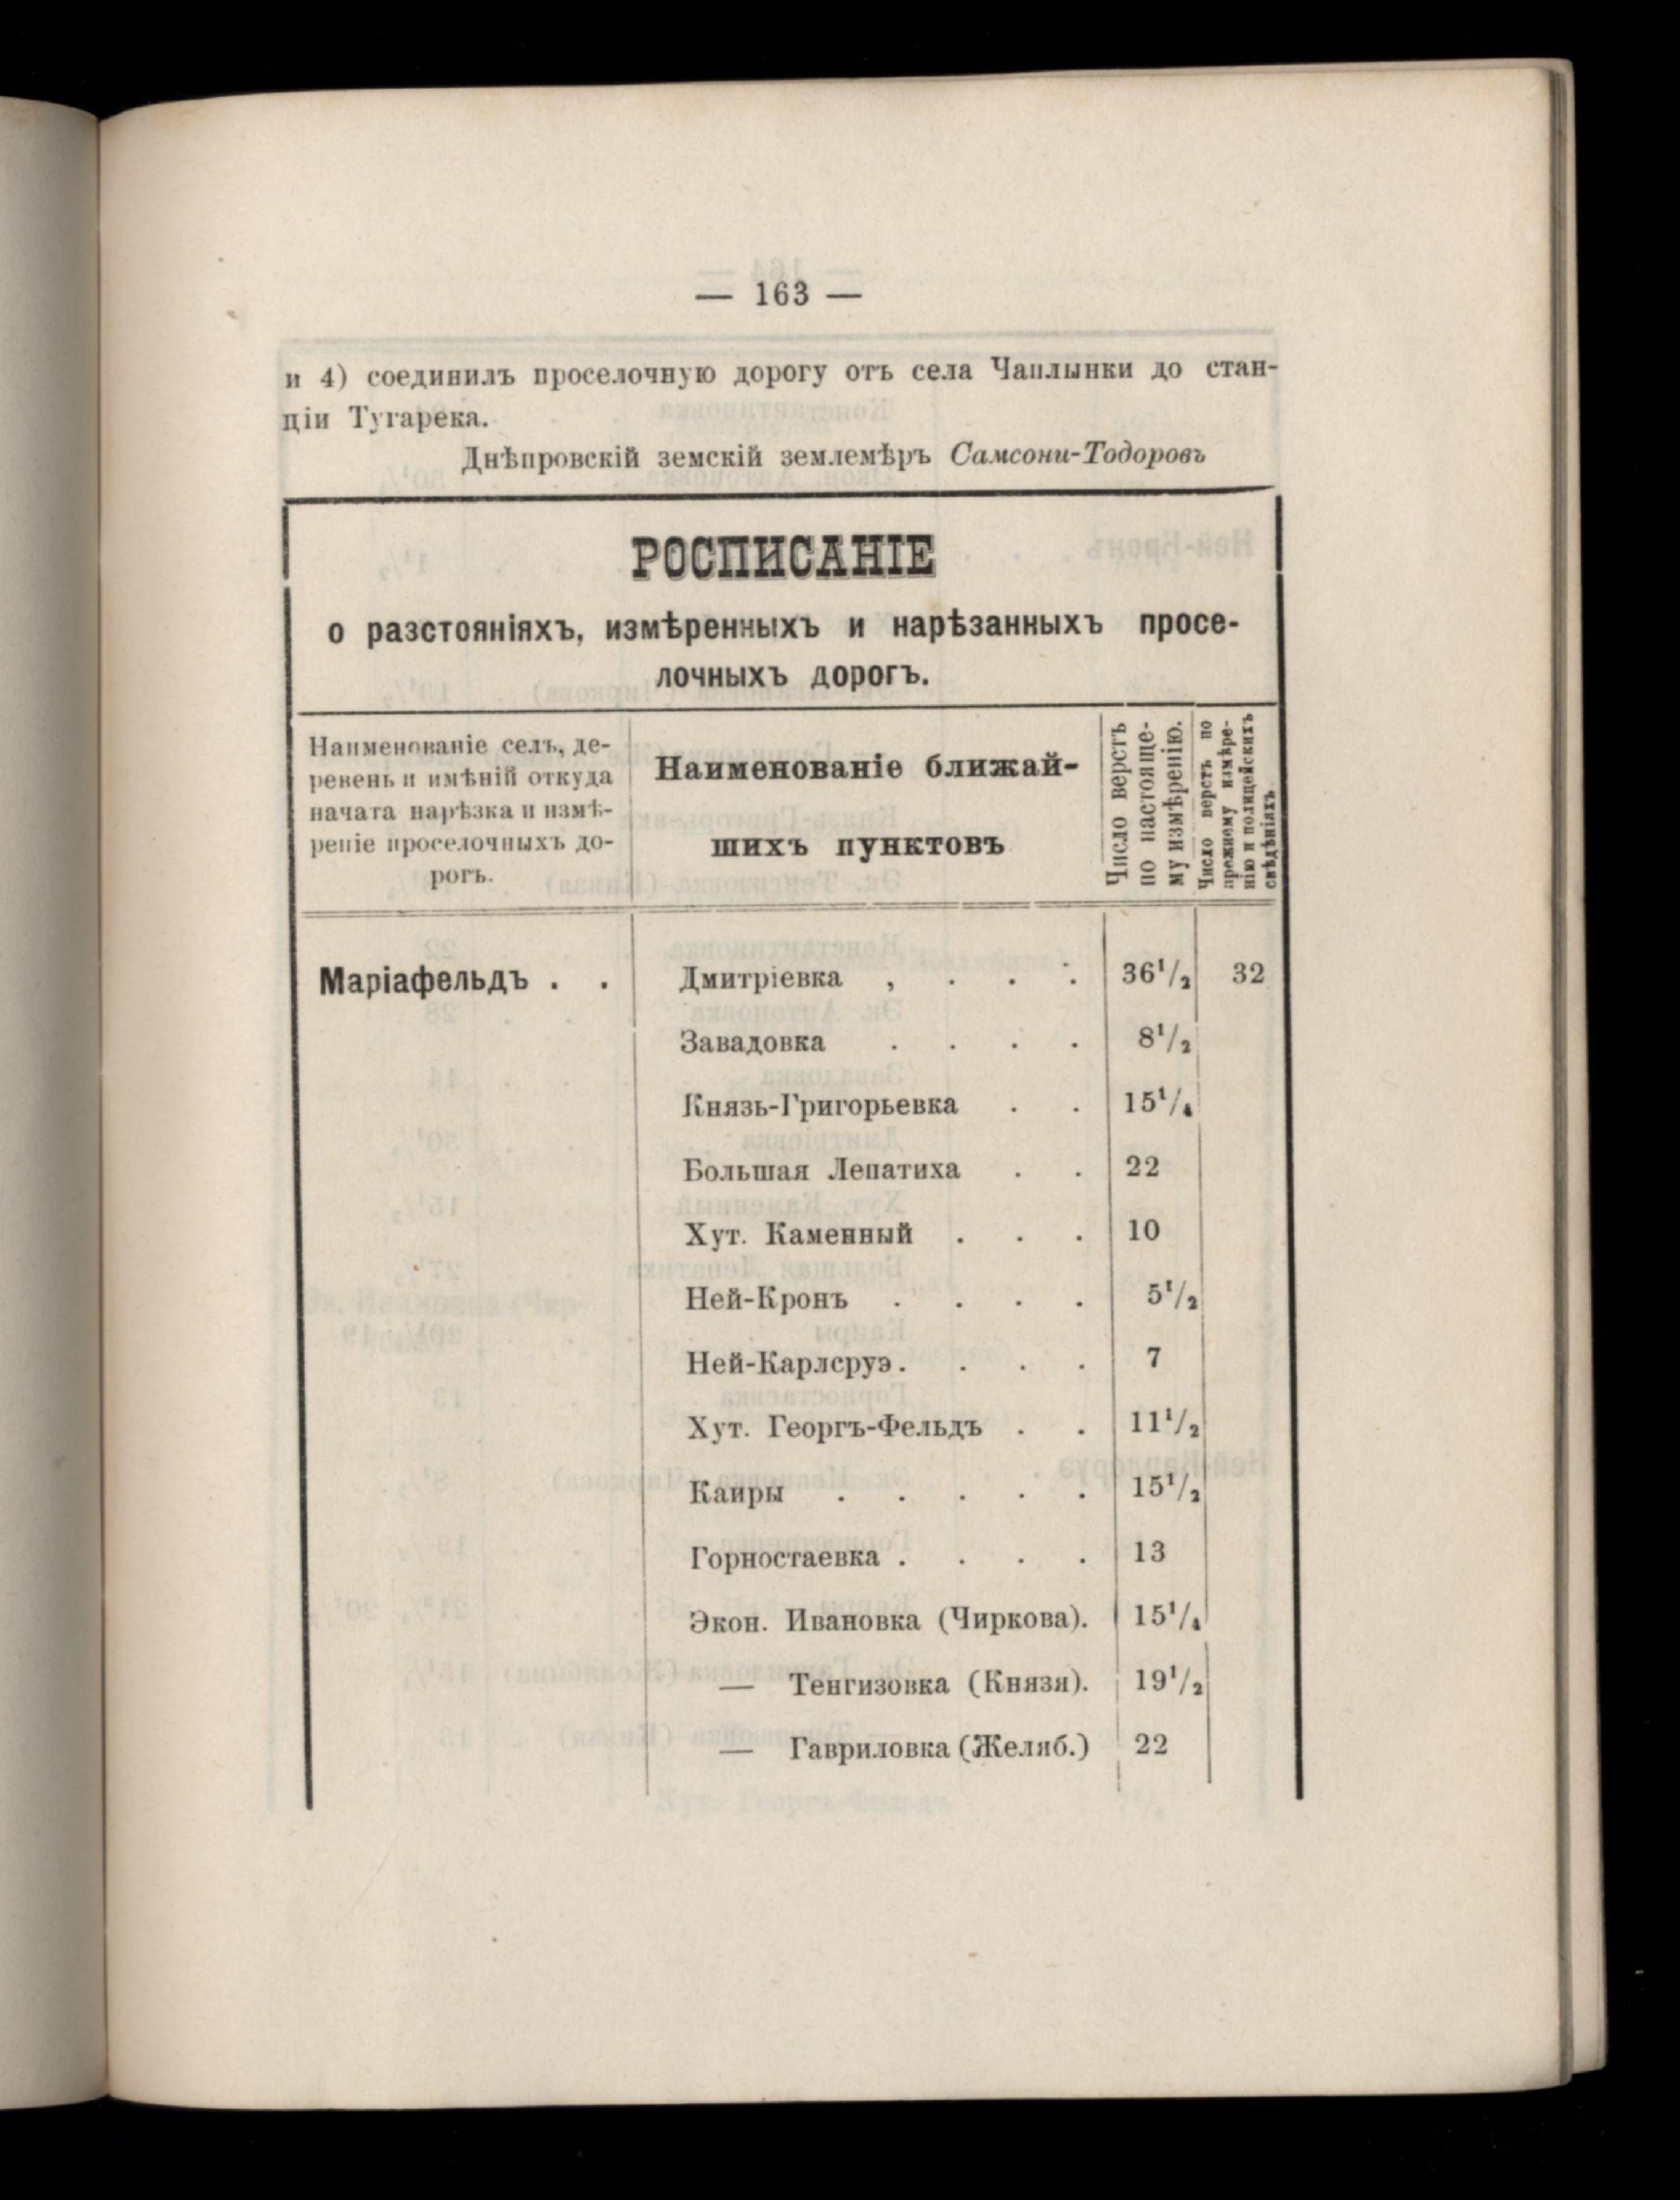 — 163 —
и 4) соединилъ проселочную дорогу отъ села Чаплынки до стан-
ціи Тугарека.
Днѣпровскій земскій землемѣръ Самсони-Тодоровъ
РОСПИСАНІЕ
о разстояніяхъ, измѣренныхъ и нарѣзанныхъ просе-
лочныхъ дорогъ.
Наименованіе селъ, де-
ревень и имѣній откуда
начата нарѣзка и измѣ-
реніе проселочныхъ до-
рогъ.
Наименованіе ближай-
шихъ пунктовъ
Число верстъ
по настояще-
му измѣренію.
Число верстъ по
прежнему измѣре-
нію и полицейскихъ
свѣдѣніяхъ
Маріафельдъ . . Дмитріевка , . . . 36¹/₂ 32
Завадовка . . . . 8¹/₂
Князь-Григорьевка . . 15¹/₄
Большая Лепатиха . . 22
Хут. Каменный . . . 10
Ней-Кронъ . . . . 5¹/₂
Ней-Карлсруэ. . . . 7
Хут. Георгъ-Фельдъ . . 11¹/₂
Каиры . . . . . 15¹/₂
Горностаевка . . . . 13
Экон. Ивановка (Чиркова). 15¹/₄
— Тенгизовка (Князя). 19¹/₂
— Гавриловка (Желяб.) 22